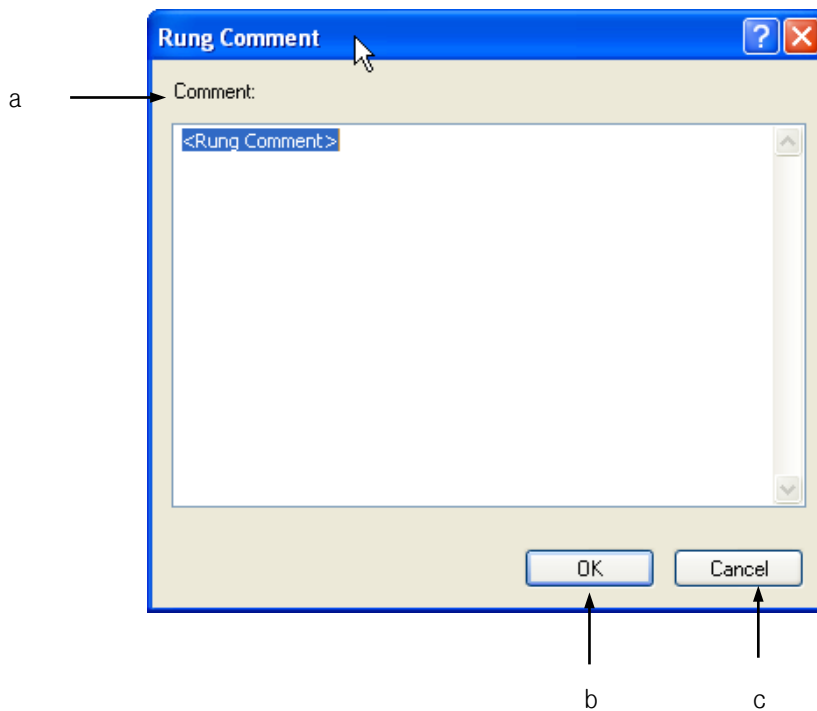 Rung Comment
a
Comment:
<Rung Comment>
OK
Cancel
b
c